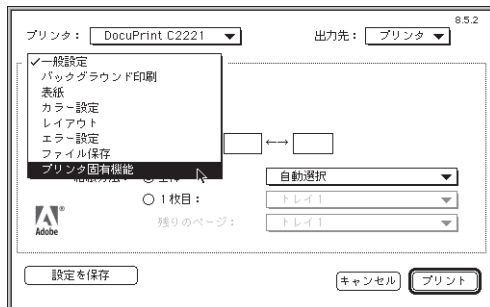 8.5.2
プリンタ： DocuPrint C2221 出力先： プリンタ
✓一般設定
バックグラウンド印刷
表紙
カラー設定
レイアウト
エラー設定
ファイル保存
プリンタ固有機能
自動選択
1枚目： トレイ1
残りのページ： トレイ1
Adobe
設定を保存 キャンセル プリント